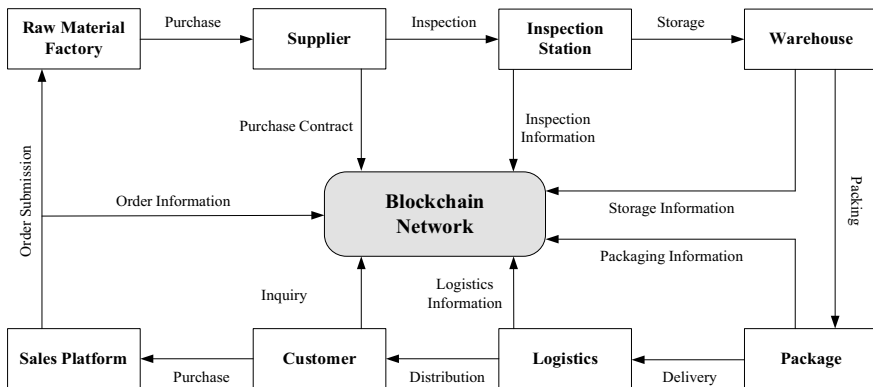 Purchase
Inspection
Storage
Raw Material
Factory
Supplier
Inspection
Station
Warehouse
Purchase Contract
Inspection
Information
Order Submission
Order Information
Blockchain
Network
Storage Information
Packing
Packaging Information
Inquiry
Logistics
Information
Sales Platform
Customer
Logistics
Package
Purchase
Distribution
Delivery